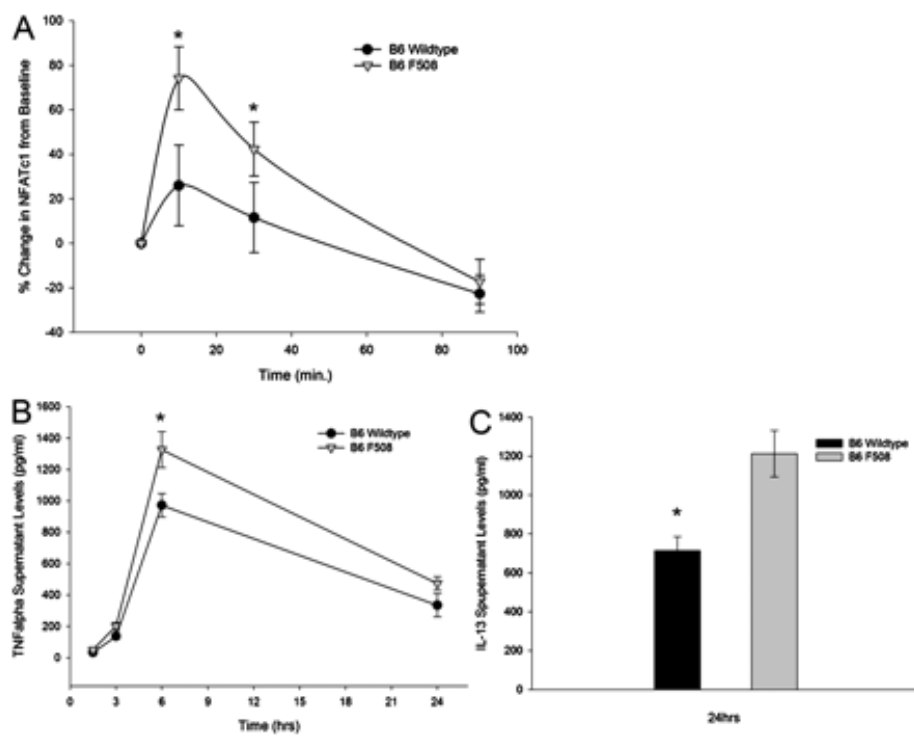 A
% Change in NFATc1 from Baseline
100
80
60
40
20
0
-20
-40
*
*
B6 Wildtype
B6 F508
0 20 40 60 80 100
Time (min.)
B
TNFalpha Supernatant Levels (pg/ml)
1600
1400
1200
1000
800
600
400
200
0
*
B6 Wildtype
B6 F508
0 3 6 9 12 15 18 21 24
Time (hrs)
C
IL-13 Spupernatant Levels (pg/ml)
1400
1200
1000
800
600
400
200
0
*
B6 Wildtype
B6 F508
24hrs